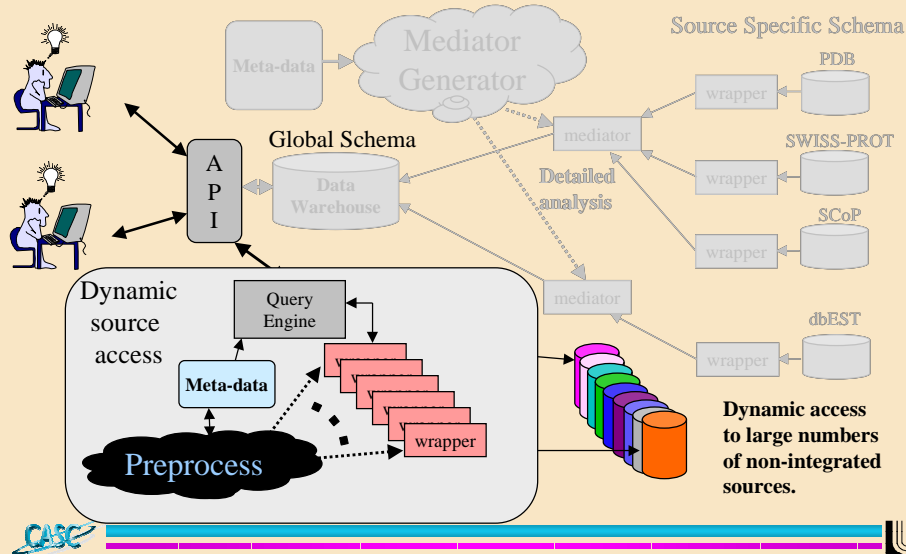 Source Specific Schema
Mediator
Generator
Meta-data
PDB
wrapper
mediator
SWISS-PROT
wrapper
Global Schema
A
P
I
Data
Warehouse
Detailed
analysis
SCoP
wrapper
mediator
dbEST
wrapper
Dynamic
source
access
Query
Engine
Meta-data
wrapper
Preprocess
Dynamic access
to large numbers
of non-integrated
sources.
CASC